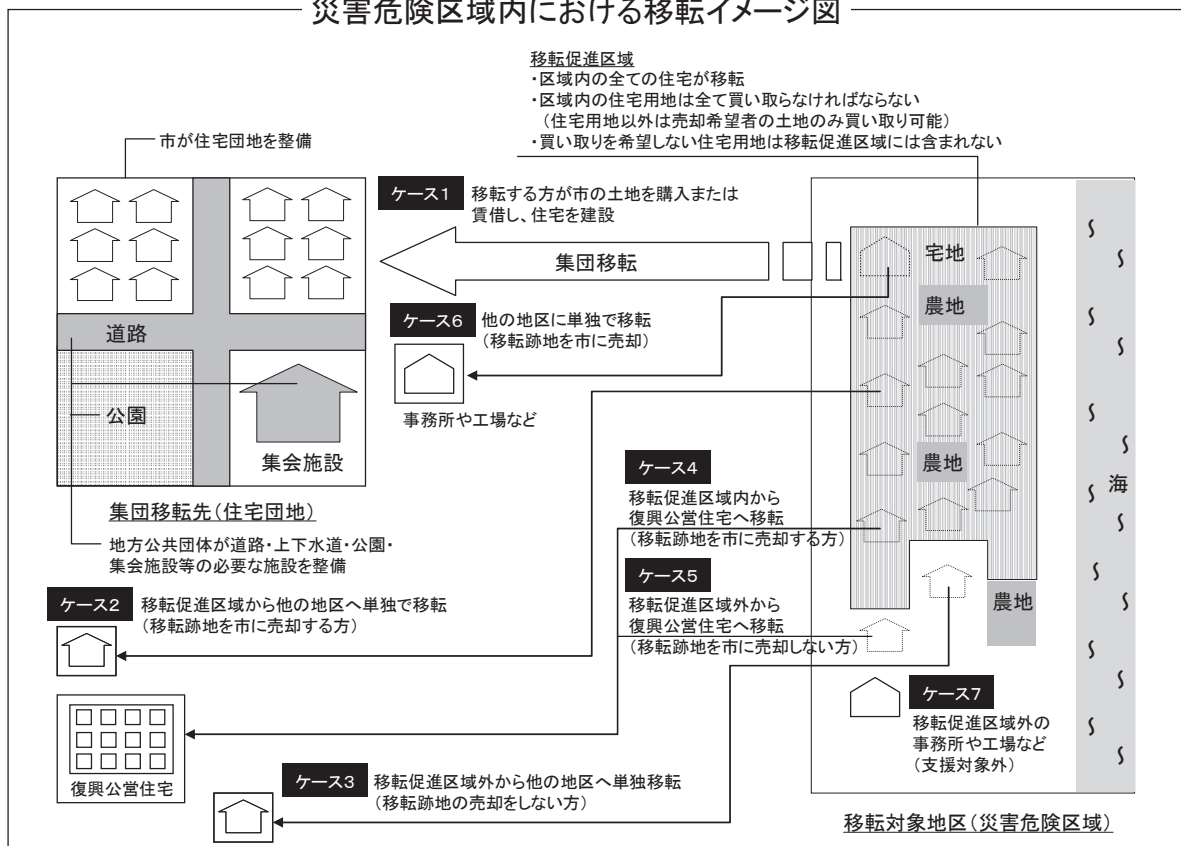 災害危険区域内における移転イメージ図
移転促進区域
・区域内の全ての住宅が移転
・区域内の住宅用地は全て買い取らなければならない
（住宅用地以外は売却希望者の土地のみ買い取り可能）
・買い取りを希望しない住宅用地は移転促進区域には含まれない
市が住宅団地を整備
ケース1 移転する方が市の土地を購入または
賃借し、住宅を建設
集団移転
宅地
農地
ケース6 他の地区に単独で移転
（移転跡地を市に売却）
事務所や工場など
道路
公園
集会施設
集団移転先（住宅団地）
地方公共団体が道路・上下水道・公園・
集会施設等の必要な施設を整備
ケース4
移転促進区域内から
復興公営住宅へ移転
（移転跡地を市に売却する方）
農地
海
ケース5
移転促進区域外から
復興公営住宅へ移転
（移転跡地を市に売却しない方）
農地
ケース2 移転促進区域から他の地区へ単独で移転
（移転跡地を市に売却する方）
復興公営住宅
ケース7
移転促進区域外の
事務所や工場など
（支援対象外）
ケース3 移転促進区域外から他の地区へ単独移転
（移転跡地の売却をしない方）
移転対象地区（災害危険区域）